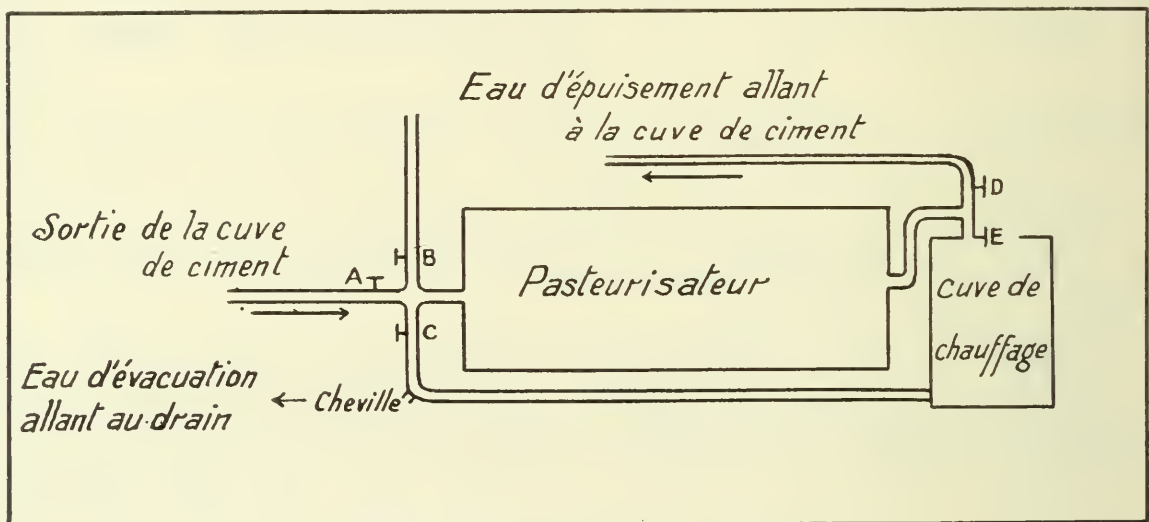 Eau d'épuisement allant
à la cuve de ciment
D
Sortie de la cuve
de ciment
B
E
A
Pasteurisateur
cuve de
chauffage
C
Eau d'évacuation
allant au drain
Cheville